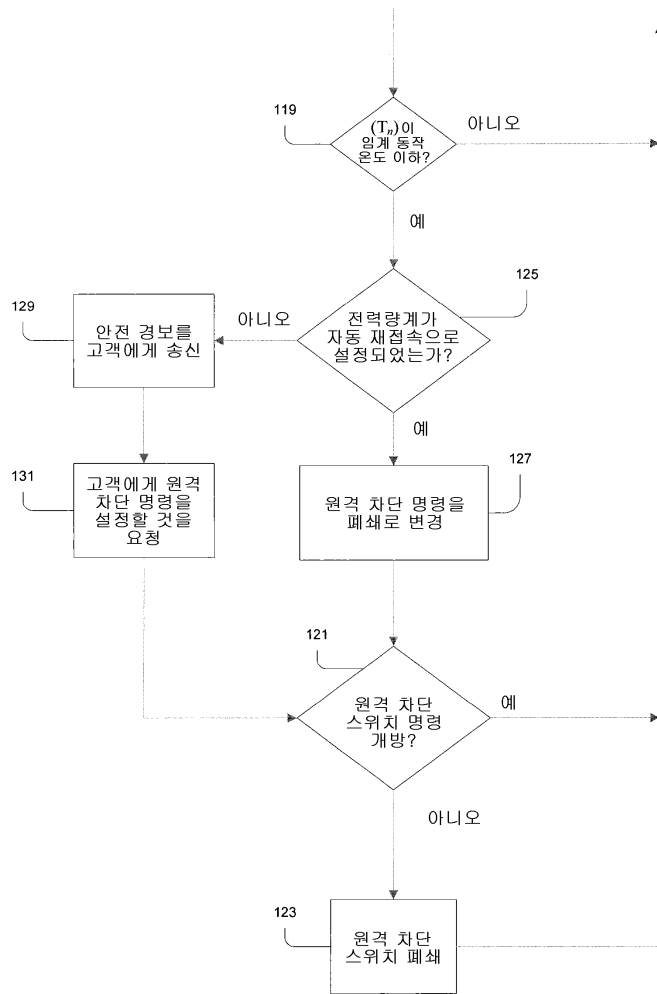 119
(Tn)이
임계 동작
온도 이하?
아니오
예
125
전력량계가
자동 재접속으로
설정되었는가?
아니오
129
안전 경보를
고객에게 송신
예
131
고객에게 원격
차단 명령을
설정할 것을
요청
127
원격 차단 명령을
폐쇄로 변경
121
원격 차단
스위치 명령
개방?
예
아니오
123
원격 차단
스위치 폐쇄